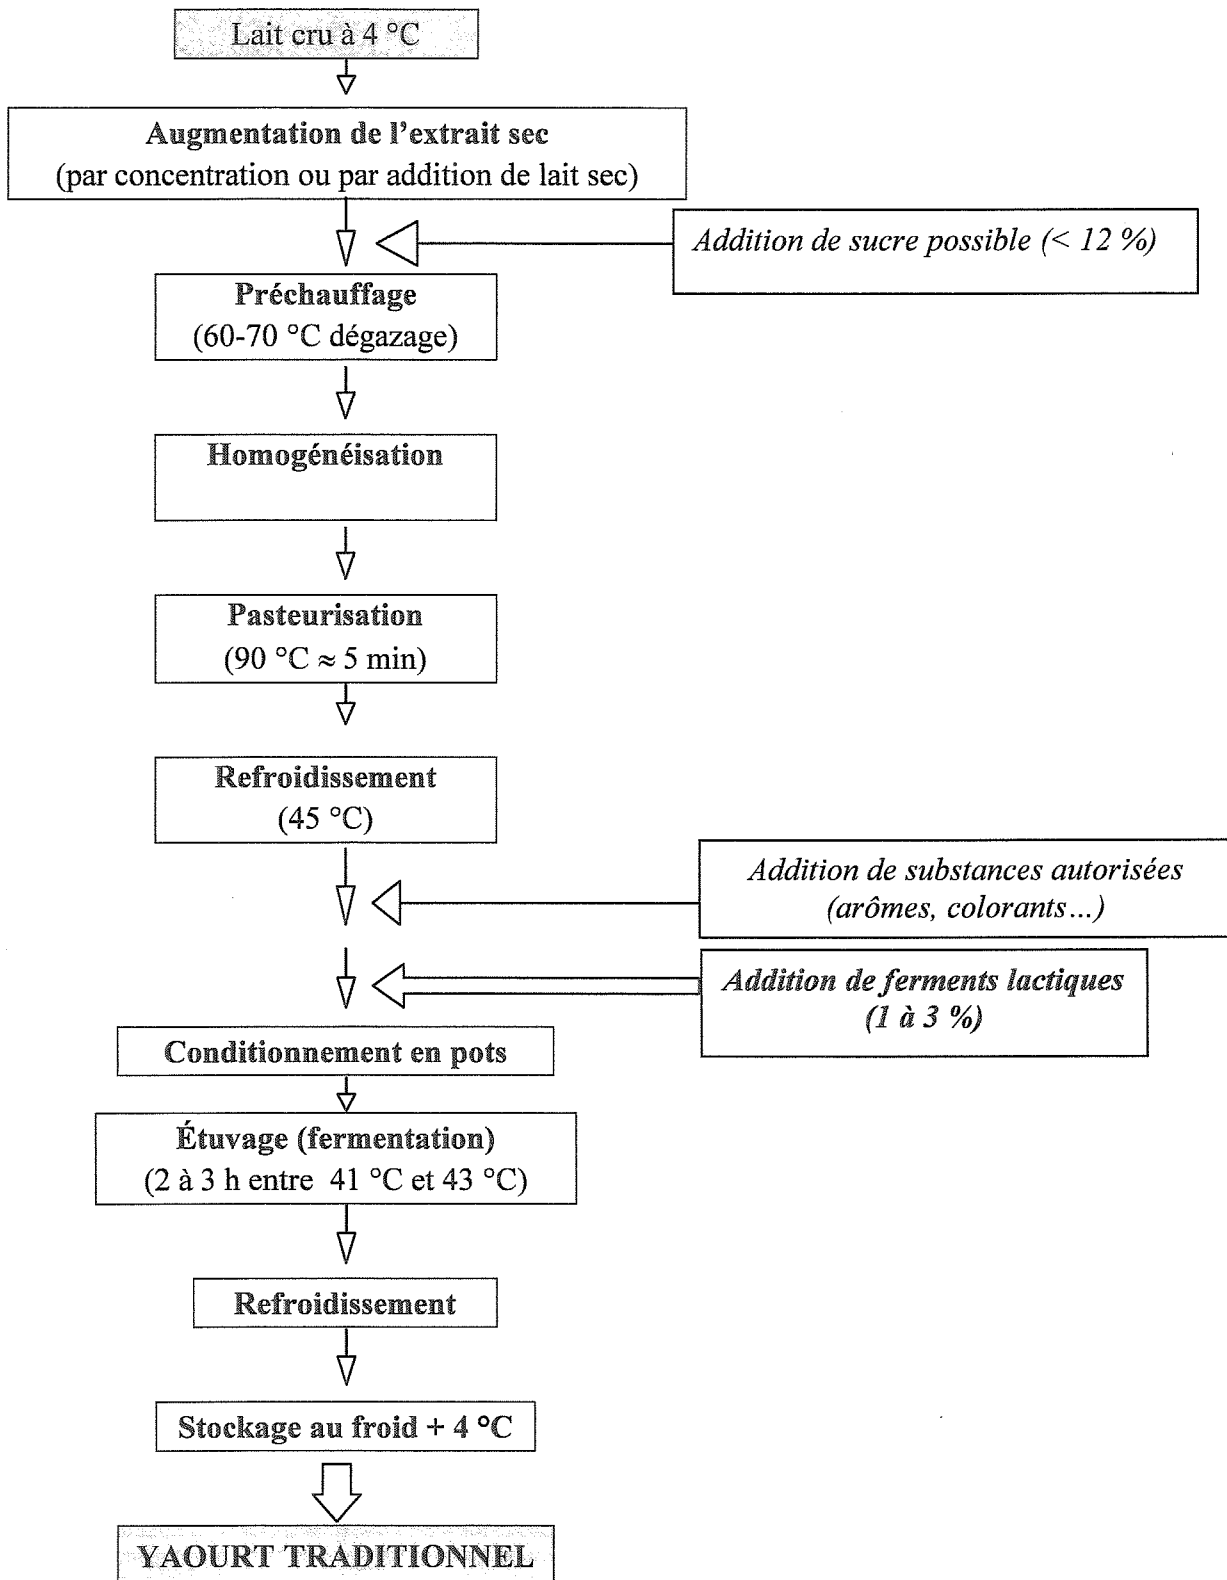 Lait cru à 4 °C
Augmentation de l'extrait sec
(par concentration ou par addition de lait sec)
Addition de sucre possible (< 12 %)
Préchauffage
(60-70 °C dégazage)
Homogénéisation
Pasteurisation
(90 °C ≈ 5 min)
Refroidissement
(45 °C)
Addition de substances autorisées
(arômes, colorants…)
Addition de ferments lactiques
(1 à 3 %)
Conditionnement en pots
Étuvage (fermentation)
(2 à 3 h entre 41 °C et 43 °C)
Refroidissement
Stockage au froid + 4 °C
YAOURT TRADITIONNEL